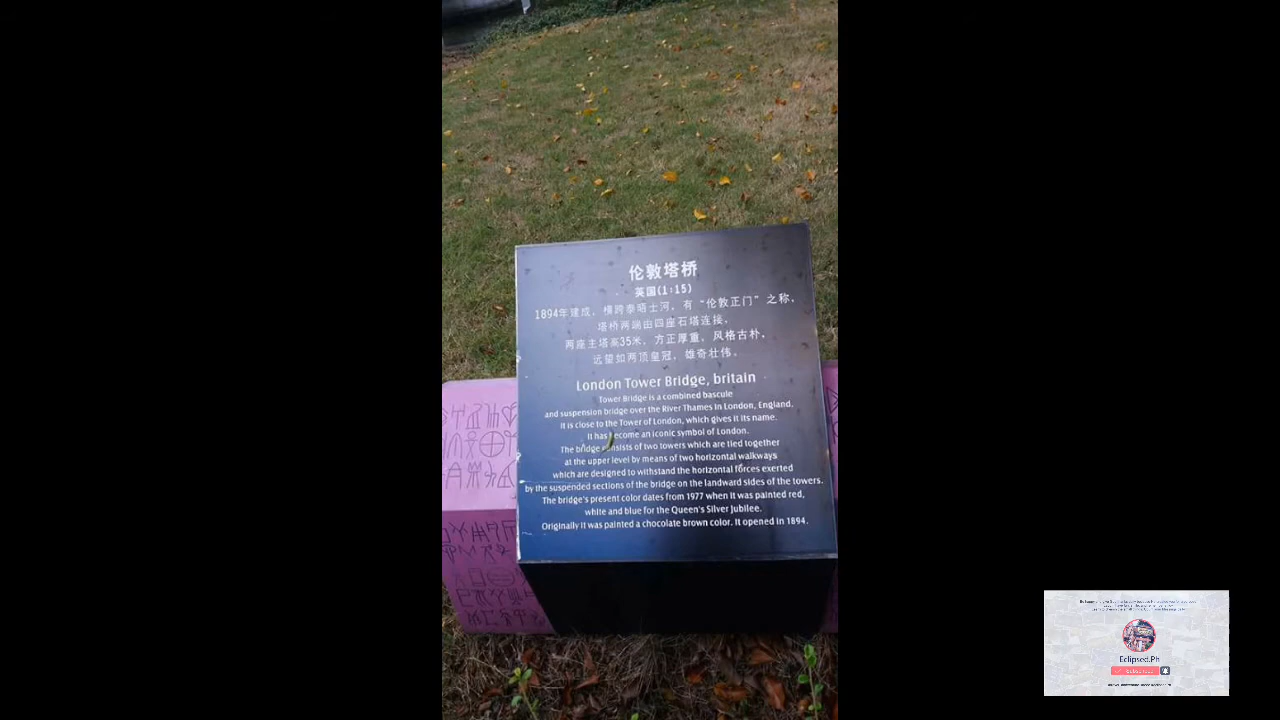 伦敦塔桥
英国(1:15)
1894年建成，横跨泰晤士河，有“伦敦正门”之称，
塔桥两端由四座石塔连接，
两座主塔高35米，方正厚重，风格古朴，
远望如两顶皇冠，雄奇壮伟。
London Tower Bridge, britain
Tower Bridge is a combined bascule
and suspension bridge over the River Thames in London, England.
It is close to the Tower of London, which gives it its name.
It has become an iconic symbol of London.
The bridge consists of two towers which are tied together
at the upper level by means of two horizontal walkways
which are designed to withstand the horizontal forces exerted
by the suspended sections of the bridge on the landward sides of the towers.
The bridge's present color dates from 1977 when it was painted red,
white and blue for the Queen's Silver Jubilee.
Originally it was painted a chocolate brown color. It opened in 1894.
Eclipsed.Ph